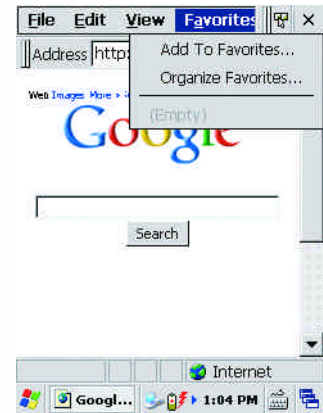 File Edit View Favorites
Add To Favorites...
Organize Favorites...
(Empty)
Address http:
Web Images More »
Google
Search
Internet
Googl... 1:04 PM